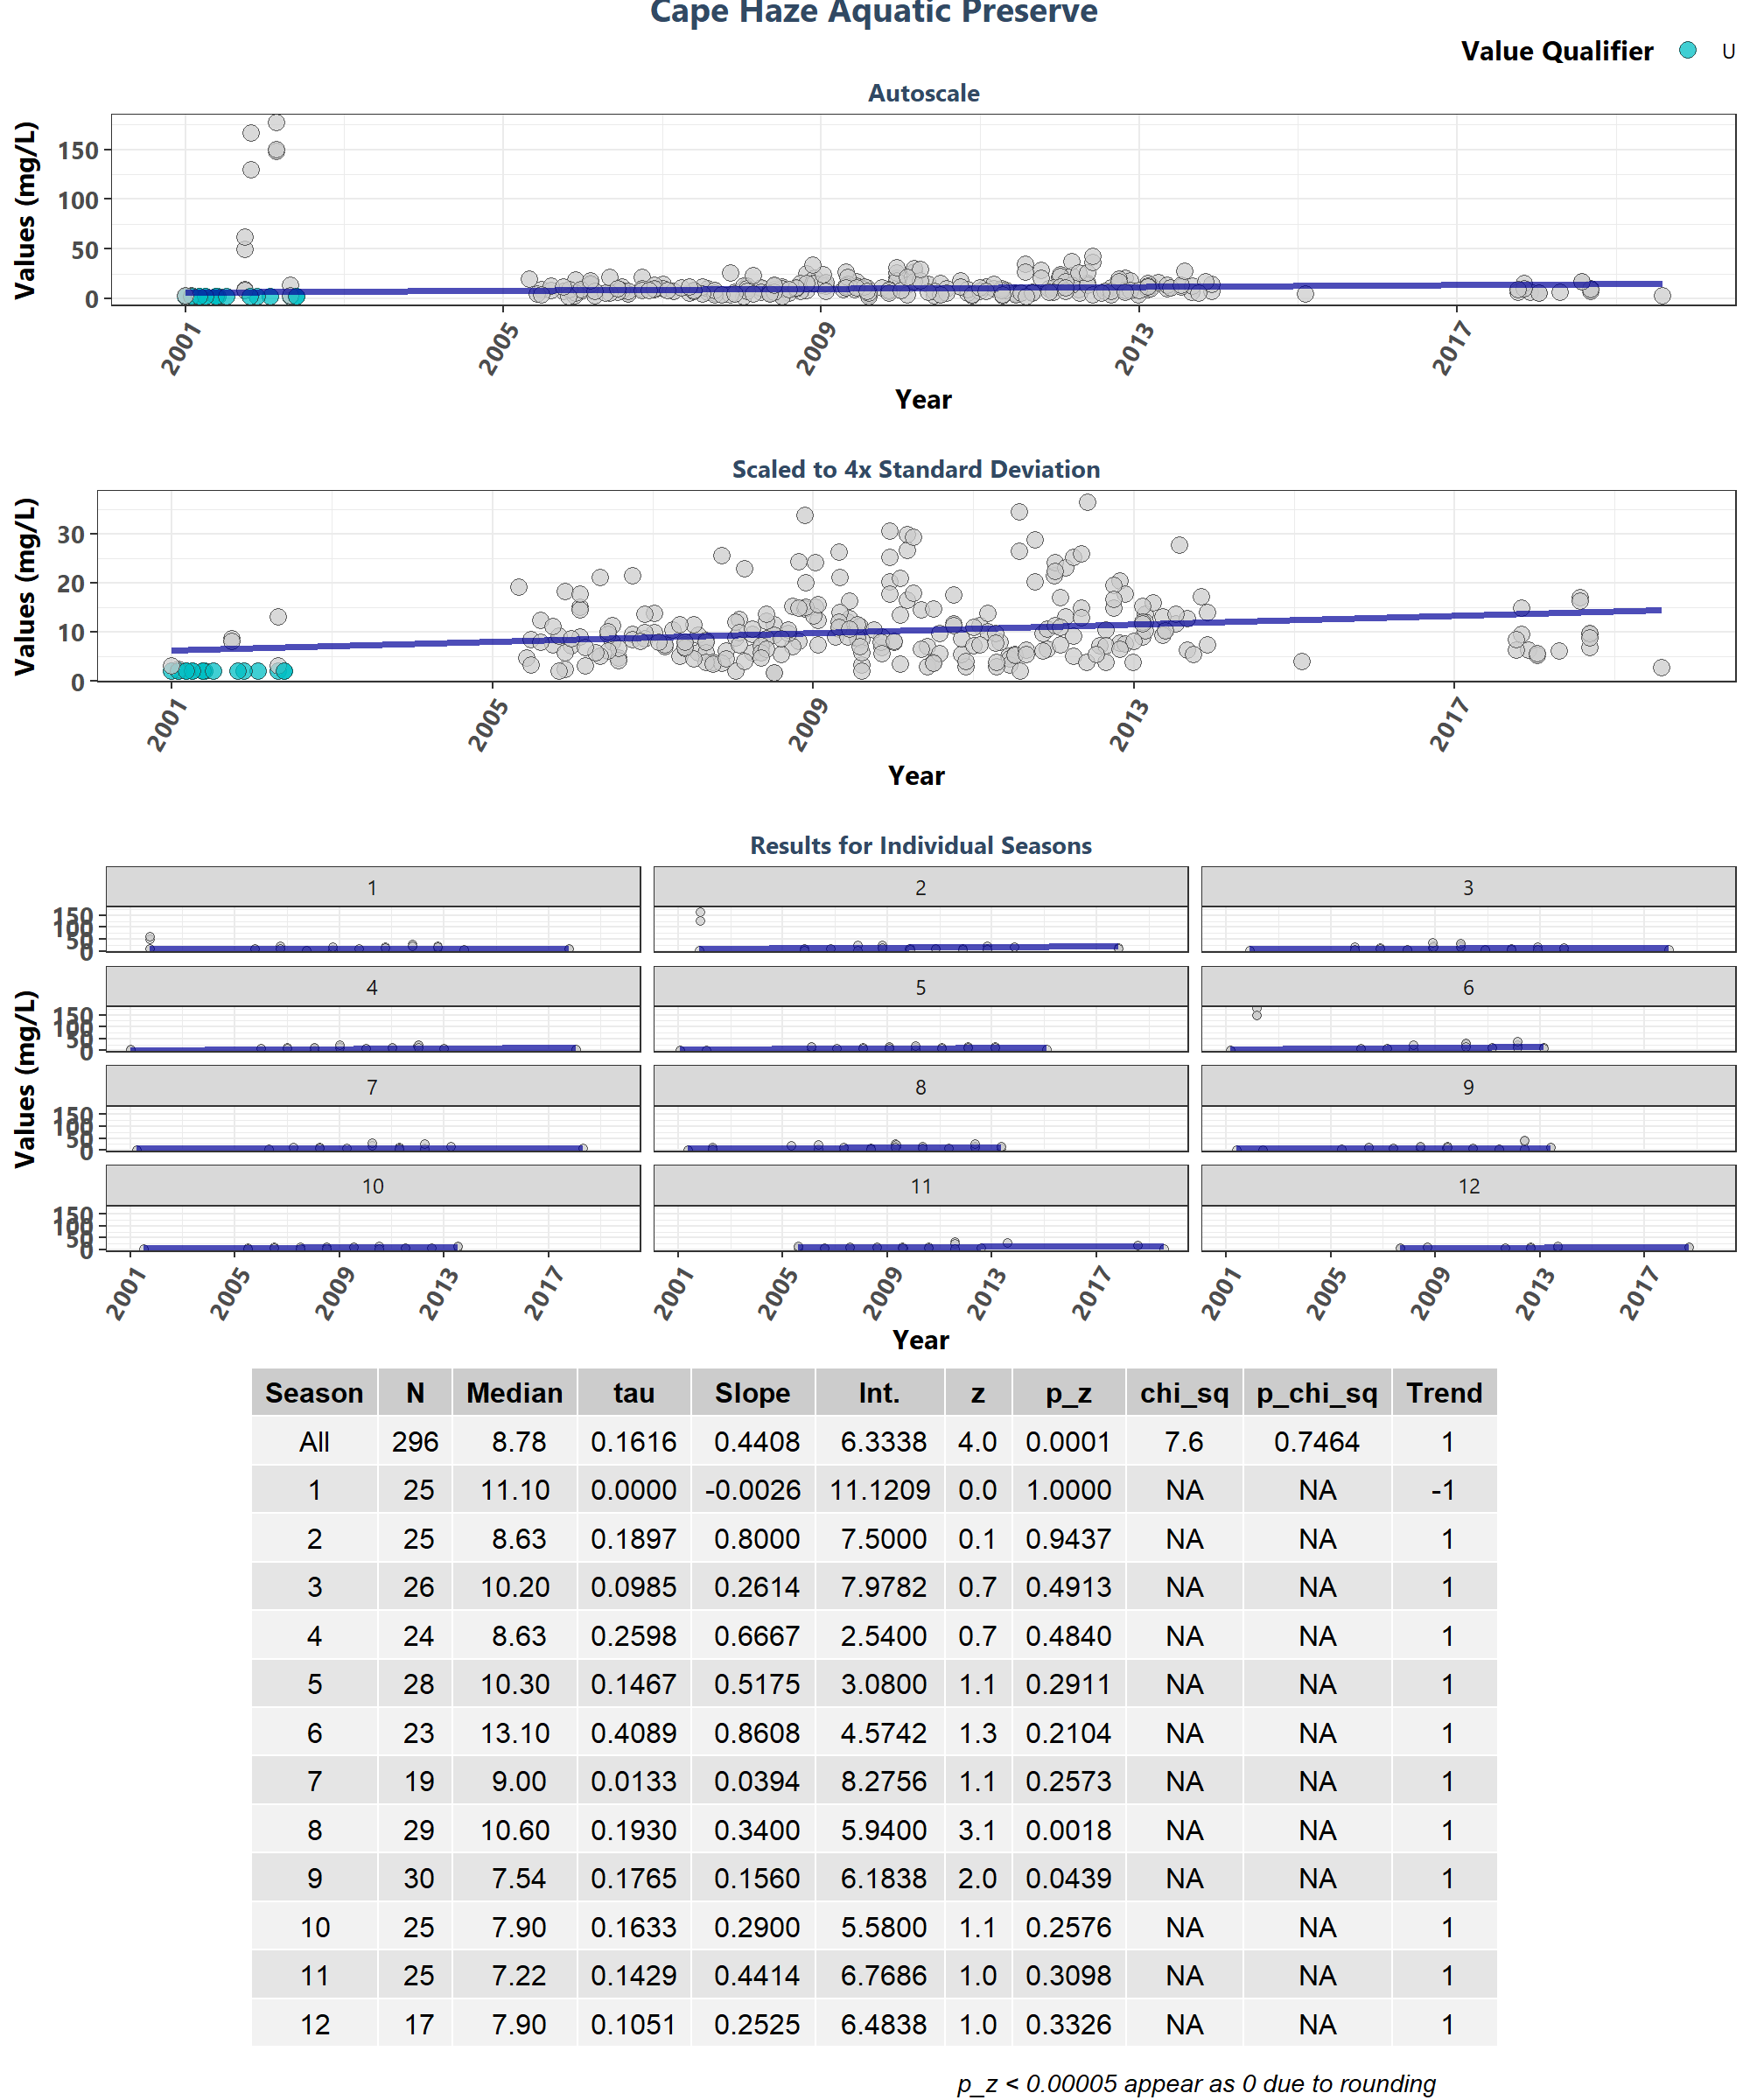 Cape Haze Aquatic Preserve
Value Qualifier U
Autoscale
Values (mg/L)
150
100
50
0
2001 2005 2009 2013 2017
Year
Scaled to 4x Standard Deviation
Values (mg/L)
30
20
10
0
2001 2005 2009 2013 2017
Year
Results for Individual Seasons
Values (mg/L)
1 2 3
150
100
50
0
4 5 6
150
100
50
0
7 8 9
150
100
50
0
10 11 12
150
100
50
0
2001 2005 2009 2013 2017 2001 2005 2009 2013 2017 2001 2005 2009 2013 2017
Year
Season N Median tau Slope Int. z p_z chi_sq p_chi_sq Trend
All 296 8.78 0.1616 0.4408 6.3338 4.0 0.0001 7.6 0.7464 1
1 25 11.10 0.0000 -0.0026 11.1209 0.0 1.0000 NA NA -1
2 25 8.63 0.1897 0.8000 7.5000 0.1 0.9437 NA NA 1
3 26 10.20 0.0985 0.2614 7.9782 0.7 0.4913 NA NA 1
4 24 8.63 0.2598 0.6667 2.5400 0.7 0.4840 NA NA 1
5 28 10.30 0.1467 0.5175 3.0800 1.1 0.2911 NA NA 1
6 23 13.10 0.4089 0.8608 4.5742 1.3 0.2104 NA NA 1
7 19 9.00 0.0133 0.0394 8.2756 1.1 0.2573 NA NA 1
8 29 10.60 0.1930 0.3400 5.9400 3.1 0.0018 NA NA 1
9 30 7.54 0.1765 0.1560 6.1838 2.0 0.0439 NA NA 1
10 25 7.90 0.1633 0.2900 5.5800 1.1 0.2576 NA NA 1
11 25 7.22 0.1429 0.4414 6.7686 1.0 0.3098 NA NA 1
12 17 7.90 0.1051 0.2525 6.4838 1.0 0.3326 NA NA 1
p_z < 0.00005 appear as 0 due to rounding